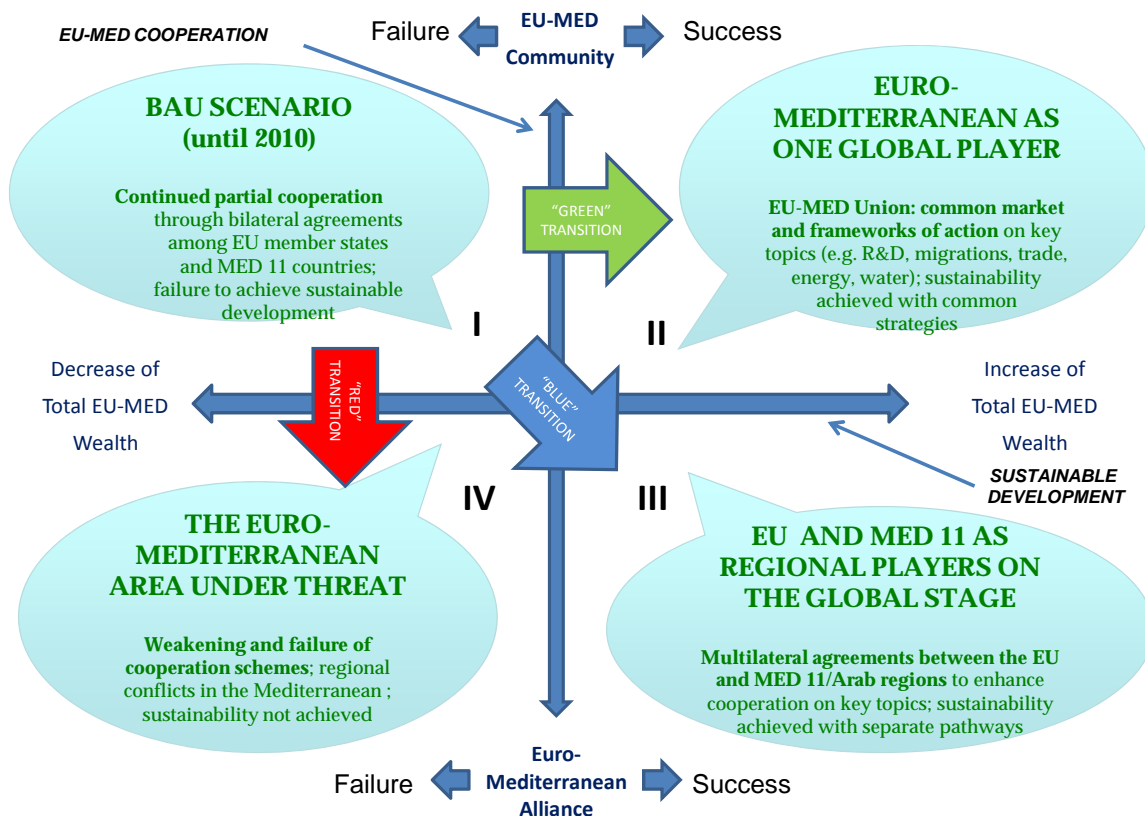 EU-MED COOPERATION
Failure
EU-MED
Community
Success
BAU SCENARIO
(until 2010)
Continued partial cooperation
through bilateral agreements
among EU member states
and MED 11 countries;
failure to achieve sustainable
development
EURO-
MEDITERRANEAN AS
ONE GLOBAL PLAYER
EU-MED Union: common market
and frameworks of action on key
topics (e.g. R&D, migrations, trade,
energy, water); sustainability
achieved with common
strategies
"GREEN"
TRANSITION
I
II
Decrease of
Total EU-MED
Wealth
"RED"
TRANSITION
"BLUE"
TRANSITION
Increase of
Total EU-MED
Wealth
SUSTAINABLE
DEVELOPMENT
IV
III
THE EURO-
MEDITERRANEAN
AREA UNDER THREAT
Weakening and failure of
cooperation schemes; regional
conflicts in the Mediterranean ;
sustainability not achieved
EU AND MED 11 AS
REGIONAL PLAYERS ON
THE GLOBAL STAGE
Multilateral agreements between the EU
and MED 11/Arab regions to enhance
cooperation on key topics; sustainability
achieved with separate pathways
Failure
Euro-
Mediterranean
Alliance
Success